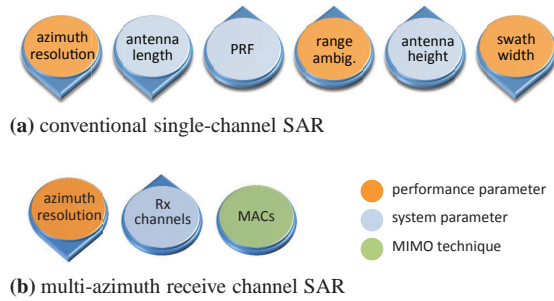 azimuth
resolution
antenna
length
PRF
range
ambig.
antenna
height
swath
width
(a) conventional single-channel SAR
azimuth
resolution
Rx
channels
MACs
performance parameter
system parameter
MIMO technique
(b) multi-azimuth receive channel SAR